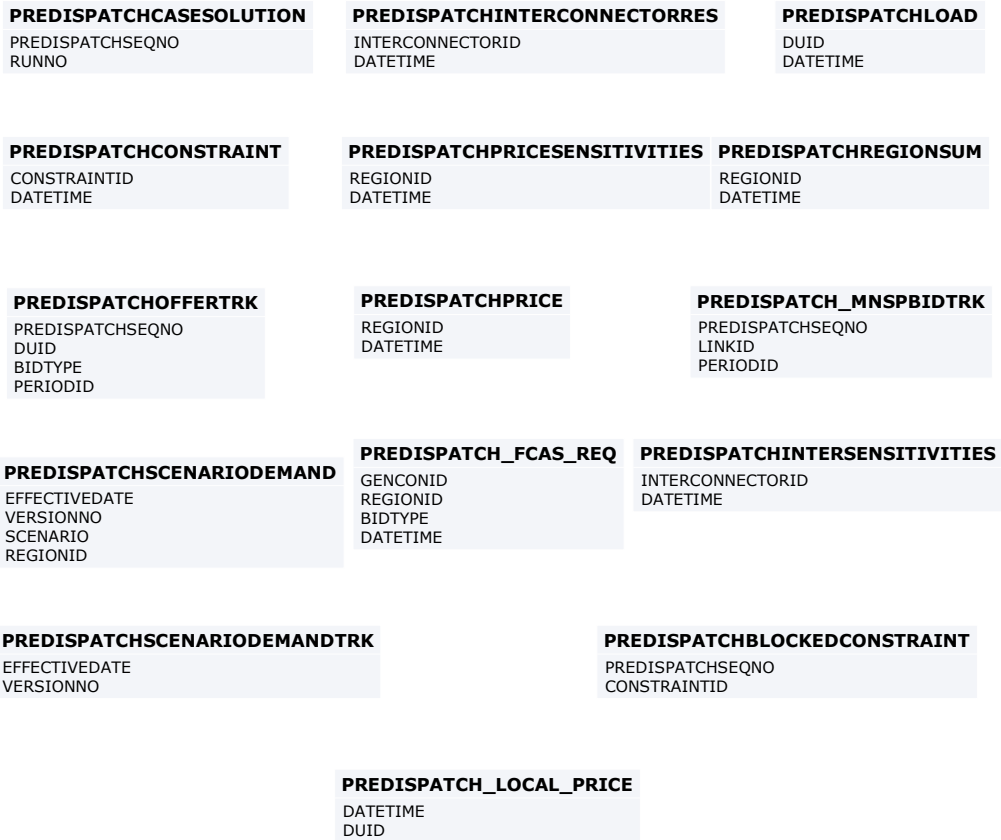 PREDISPATCHCASESOLUTION
PREDISPATCHSEQNO
RUNNO
PREDISPATCHINTERCONNECTORRES
INTERCONNECTORID
DATETIME
PREDISPATCHLOAD
DUID
DATETIME
PREDISPATCHCONSTRAINT
CONSTRAINTID
DATETIME
PREDISPATCHPRICESENSITIVITIES
REGIONID
DATETIME
PREDISPATCHREGIONSUM
REGIONID
DATETIME
PREDISPATCHOFFERTRK
PREDISPATCHSEQNO
DUID
BIDTYPE
PERIODID
PREDISPATCHPRICE
REGIONID
DATETIME
PREDISPATCH_MNSPBIDTRK
PREDISPATCHSEQNO
LINKID
PERIODID
PREDISPATCHSCENARIODEMAND
EFFECTIVEDATE
VERSIONNO
SCENARIO
REGIONID
PREDISPATCH_FCAS_REQ
GENCONID
REGIONID
BIDTYPE
DATETIME
PREDISPATCHINTERSENSITIVITIES
INTERCONNECTORID
DATETIME
PREDISPATCHSCENARIODEMANDTRK
EFFECTIVEDATE
VERSIONNO
PREDISPATCHBLOCKEDCONSTRAINT
PREDISPATCHSEQNO
CONSTRAINTID
PREDISPATCH_LOCAL_PRICE
DATETIME
DUID